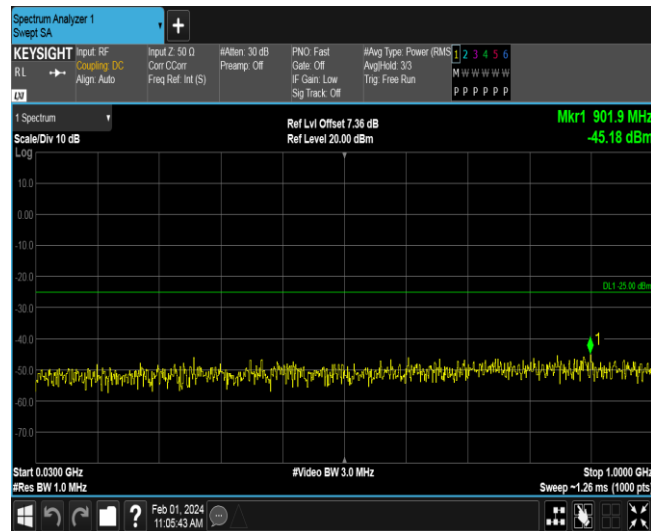 Spectrum Analyzer 1
Swept SA
+
KEYSIGHT
RL
LXI
Input: RF
Coupling: DC
Align: Auto
Input Z: 50 Ω
Corr CCorr
Freq Ref: Int (S)
#Atten: 30 dB
Preamp: Off
PNO: Fast
Gate: Off
IF Gain: Low
Sig Track: Off
#Avg Type: Power (RMS
Avg|Hold: 3/3
Trig: Free Run
1 2 3 4 5 6
M W W W W W
P P P P P P
1 Spectrum
Scale/Div 10 dB
Log
Ref Lvl Offset 7.36 dB
Ref Level 20.00 dBm
Mkr1 901.9 MHz
-45.18 dBm
10.0
0.00
-10.0
-20.0
DL1 -25.00 dBm
-30.0
-40.0
1
-50.0
-60.0
-70.0
Start 0.0300 GHz
#Res BW 1.0 MHz
#Video BW 3.0 MHz
Stop 1.0000 GHz
Sweep ~1.26 ms (1000 pts)
?
Feb 01, 2024
11:05:43 AM